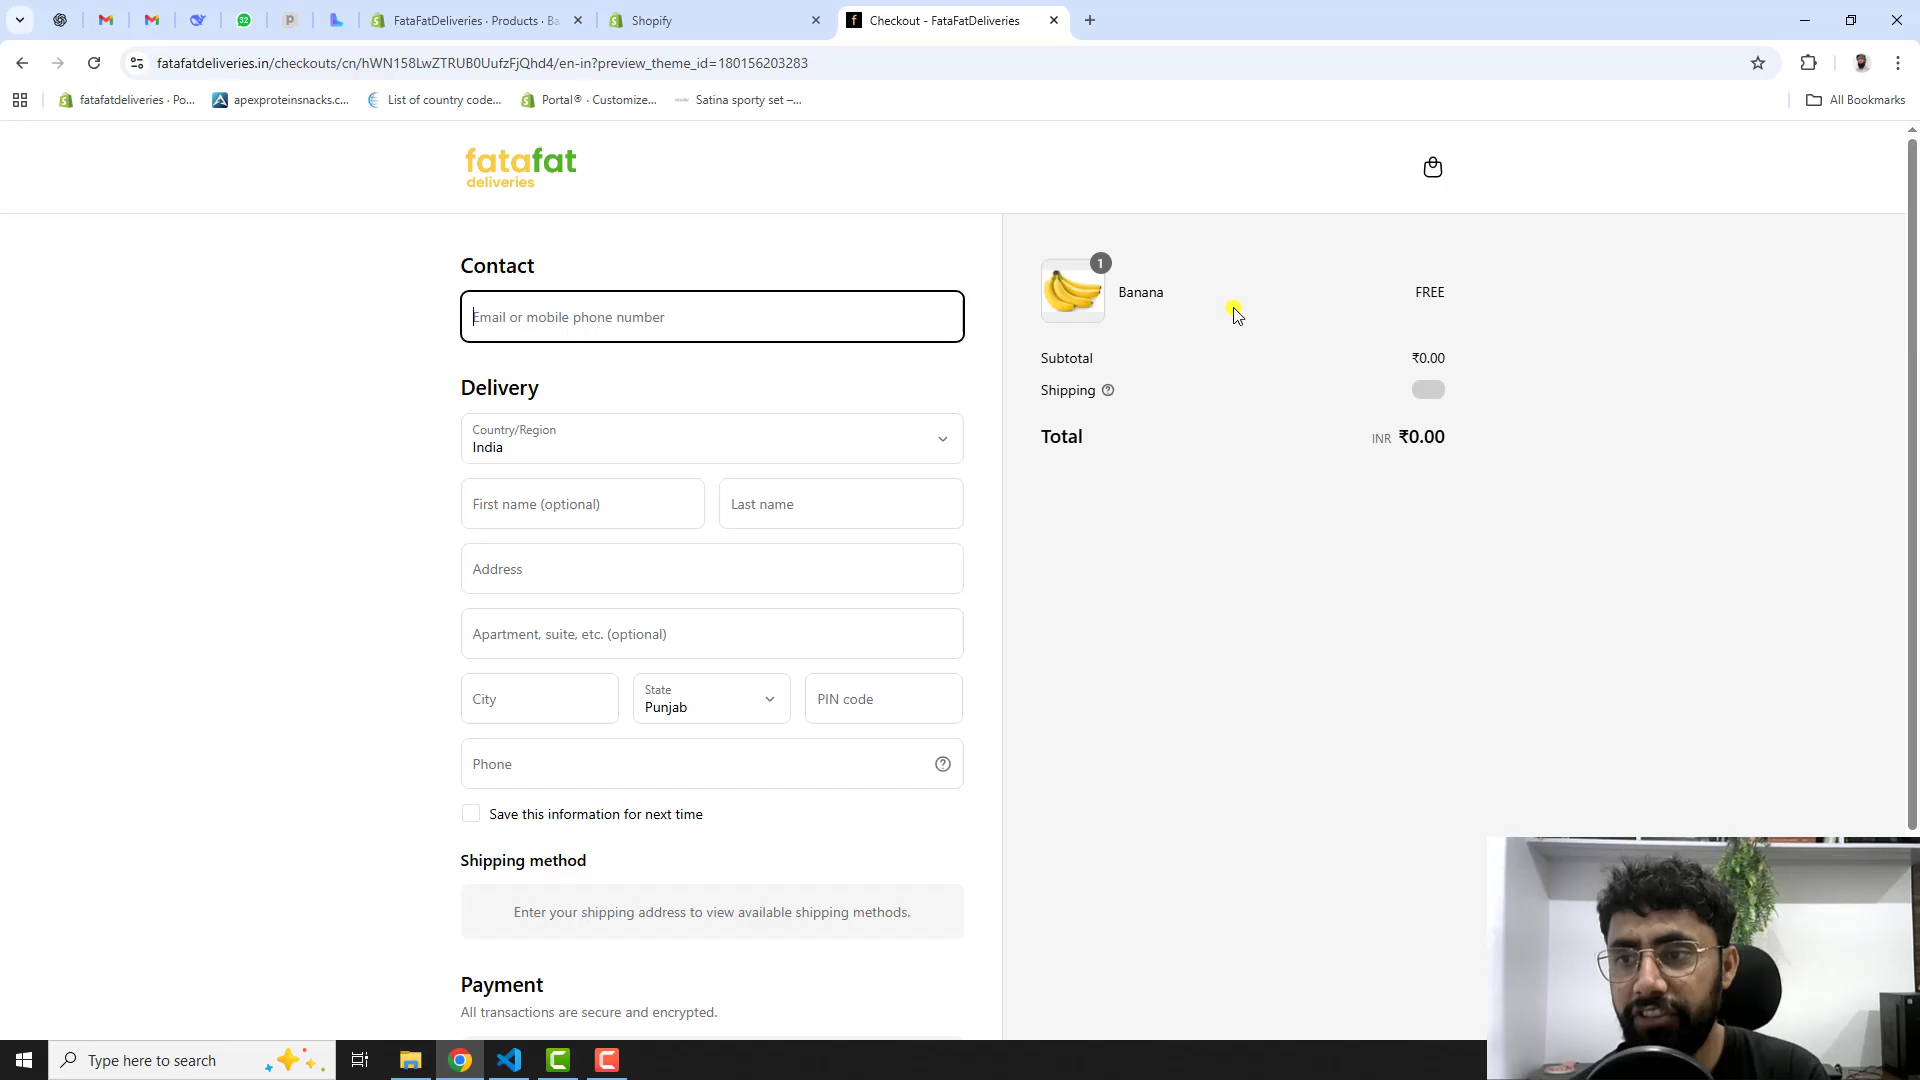 32
P
FataFatDeliveries · Products · Ba
Shopify
f
Checkout - FataFatDeliveries
fatafatdeliveries.in/checkouts/cn/hWN158LwZTRUB0UufzFjQhd4/en-in?preview_theme_id=180156203283
fatafatdeliveries · Po...
apexproteinsnacks.c...
List of country code...
Portal® · Customize...
Satina sporty set –...
All Bookmarks
fatafat
deliveries
Contact
Email or mobile phone number
Delivery
Country/Region
India
First name (optional)
Last name
Address
Apartment, suite, etc. (optional)
City
State
Punjab
PIN code
Phone
Save this information for next time
Shipping method
Enter your shipping address to view available shipping methods.
Payment
All transactions are secure and encrypted.
1
Banana
FREE
Subtotal
₹0.00
Shipping
Total
INR ₹0.00
Type here to search